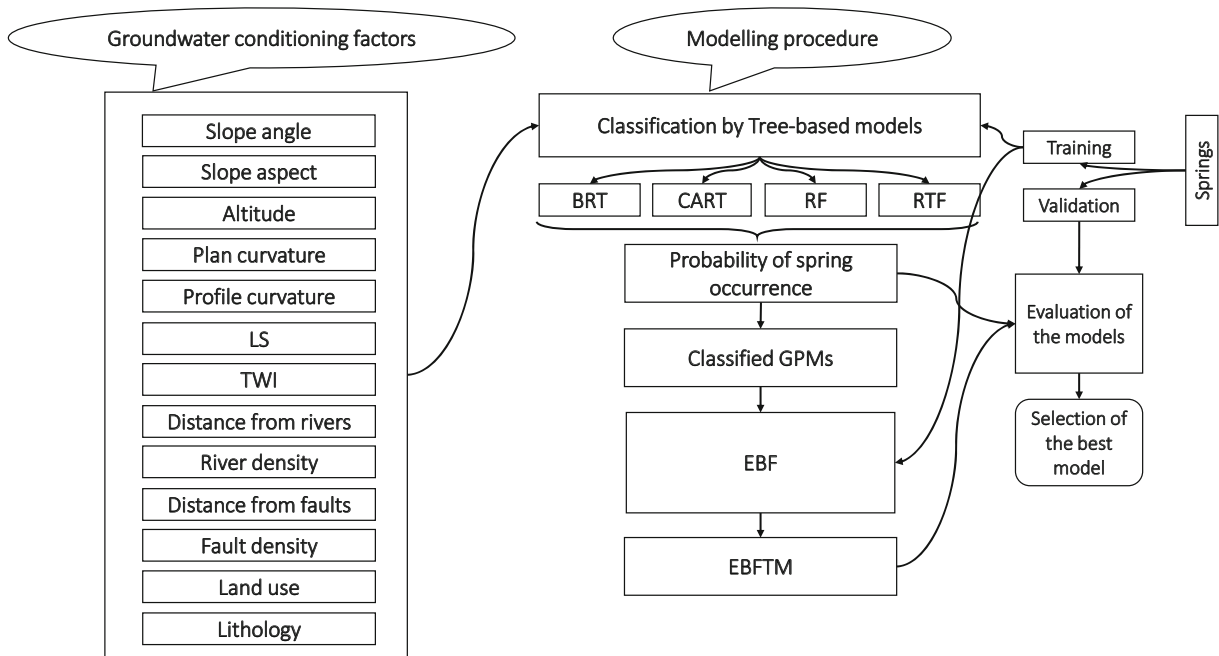 Groundwater conditioning factors
Slope angle
Slope aspect
Altitude
Plan curvature
Profile curvature
LS
TWI
Distance from rivers
River density
Distance from faults
Fault density
Land use
Lithology
Modelling procedure
Classification by Tree-based models
BRT
CART
RF
RTF
Probability of spring
occurrence
Classified GPMs
EBF
EBFTM
Springs
Training
Validation
Evaluation of
the models
Selection of
the best
model